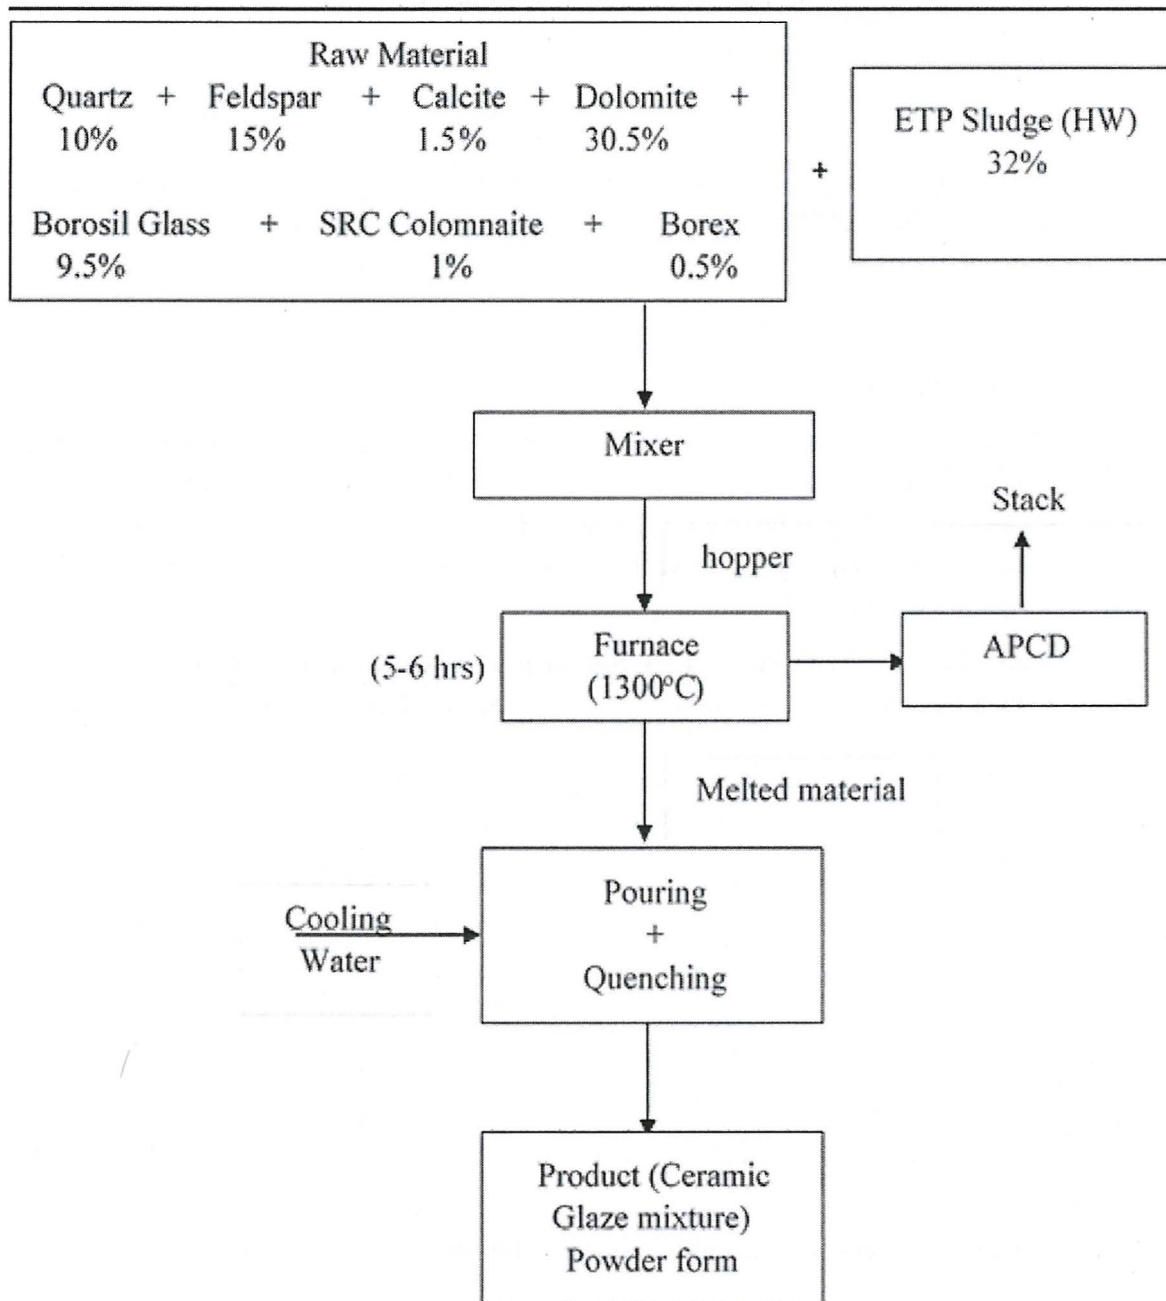 Raw Material
Quartz + Feldspar + Calcite + Dolomite +
10% 15% 1.5% 30.5%
Borosil Glass + SRC Colomnaite + Borex
9.5% 1% 0.5%
+
ETP Sludge (HW)
32%
Mixer
hopper
Stack
(5-6 hrs)
Furnace
(1300ºC)
APCD
Melted material
Cooling
Water
Pouring
+
Quenching
Product (Ceramic
Glaze mixture)
Powder form